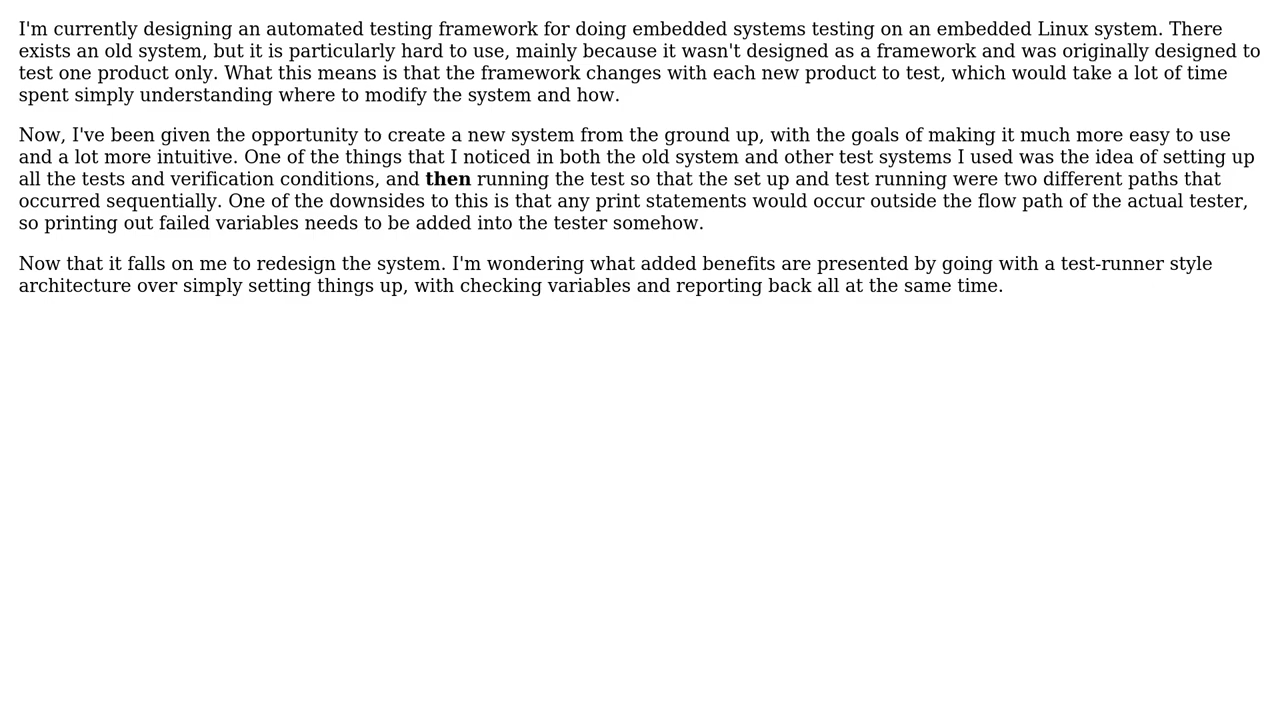 I'm currently designing an automated testing framework for doing embedded systems testing on an embedded Linux system. There
exists an old system, but it is particularly hard to use, mainly because it wasn't designed as a framework and was originally designed to
test one product only. What this means is that the framework changes with each new product to test, which would take a lot of time
spent simply understanding where to modify the system and how.
Now, I've been given the opportunity to create a new system from the ground up, with the goals of making it much more easy to use
and a lot more intuitive. One of the things that I noticed in both the old system and other test systems I used was the idea of setting up
all the tests and verification conditions, and then running the test so that the set up and test running were two different paths that
occurred sequentially. One of the downsides to this is that any print statements would occur outside the flow path of the actual tester,
so printing out failed variables needs to be added into the tester somehow.
Now that it falls on me to redesign the system. I'm wondering what added benefits are presented by going with a test-runner style
architecture over simply setting things up, with checking variables and reporting back all at the same time.